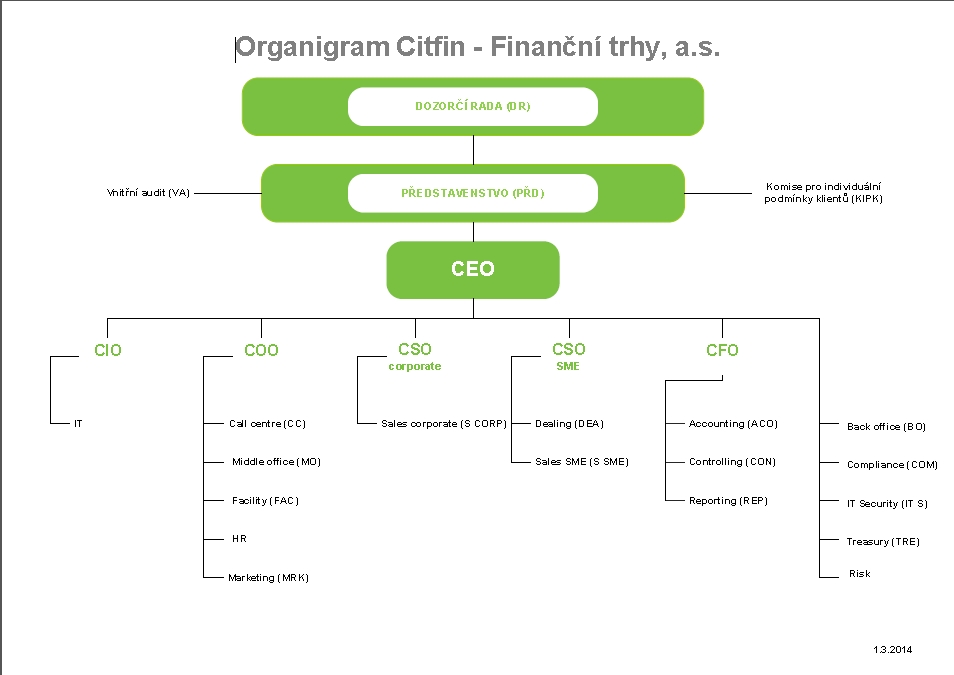 Organigram Citfin - Finanční trhy, a.s.
DOZORČÍ RADA (DR)
Vnitřní audit (VA)
PŘEDSTAVENSTVO (PŘD)
Komise pro individuální
podmínky klientů (KIPK)
CEO
CIO
COO
CSO
corporate
CSO
SME
CFO
IT
Call centre (CC)
Middle office (MO)
Facility (FAC)
HR
Marketing (MRK)
Sales corporate (S CORP)
Dealing (DEA)
Sales SME (S SME)
Accounting (ACO)
Controlling (CON)
Reporting (REP)
Back office (BO)
Compliance (COM)
IT Security (IT S)
Treasury (TRE)
Risk
1.3.2014